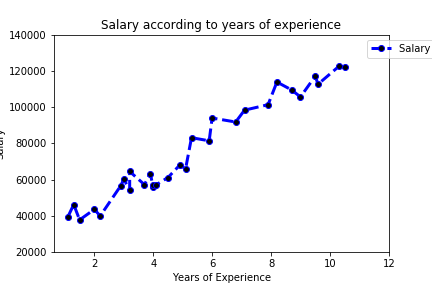 Salary according to years of experience
140000
120000
100000
80000
60000
40000
20000
Salary
Salary
2 4 6 8 10 12
Years of Experience